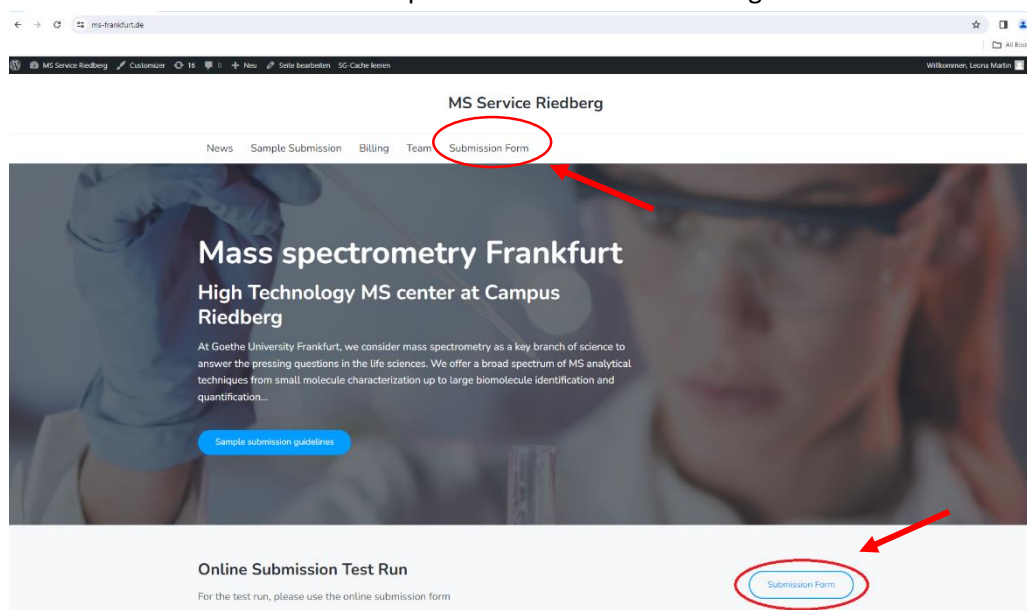 ms-frankfurt.de
All Boo
MS Service Riedberg Customizer 16 0 + Neu Seite bearbeiten SG-Cache leeren Willkommen, Leona Martin
MS Service Riedberg
News Sample Submission Billing Team Submission Form
Mass spectrometry Frankfurt
High Technology MS center at Campus
Riedberg
At Goethe University Frankfurt, we consider mass spectrometry as a key branch of science to
answer the pressing questions in the life sciences. We offer a broad spectrum of MS analytical
techniques from small molecule characterization up to large biomolecule identification and
quantification...
Sample submission guidelines
Online Submission Test Run
Submission Form
For the test run, please use the online submission form